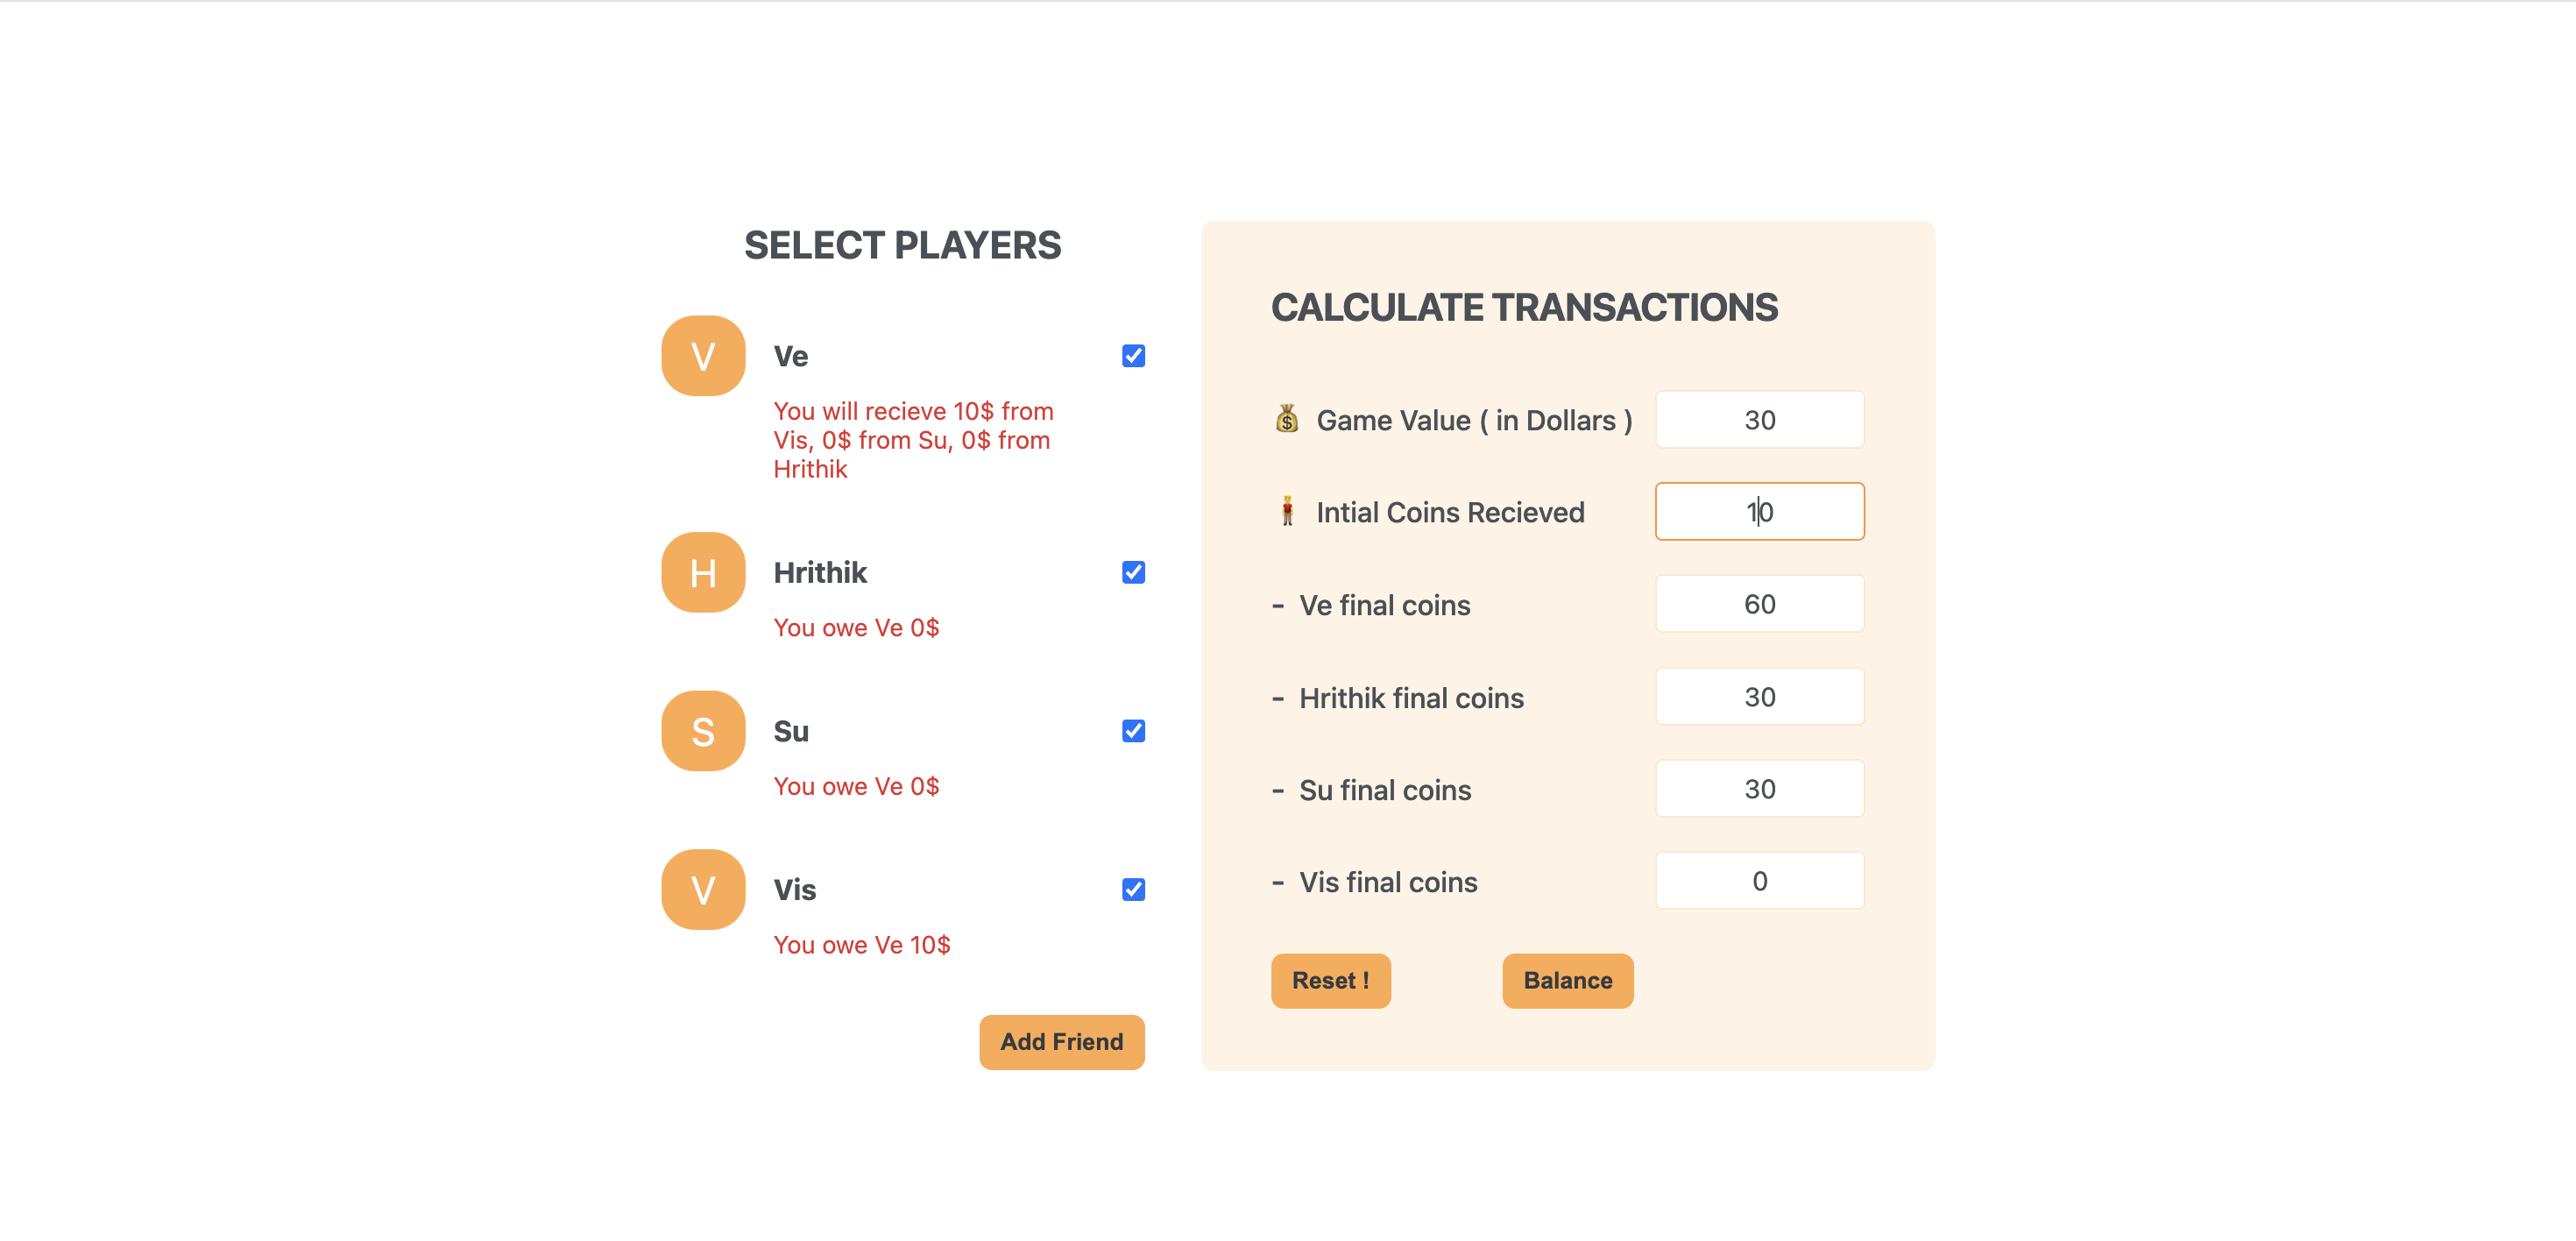 SELECT PLAYERS
V
Ve
You will recieve 10$ from
Vis, 0$ from Su, 0$ from
Hrithik
H
Hrithik
You owe Ve 0$
S
Su
You owe Ve 0$
V
Vis
You owe Ve 10$
Add Friend
CALCULATE TRANSACTIONS
💰 Game Value ( in Dollars ) 30
🧍 Intial Coins Recieved 10
- Ve final coins 60
- Hrithik final coins 30
- Su final coins 30
- Vis final coins 0
Reset ! Balance